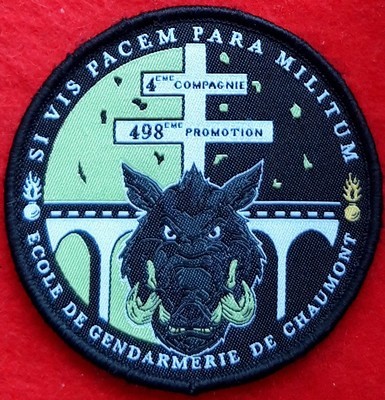 SI VIS PACEM PARA MILITUM
4EME COMPAGNIE
498EME PROMOTION
ECOLE DE GENDARMERIE DE CHAUMONT